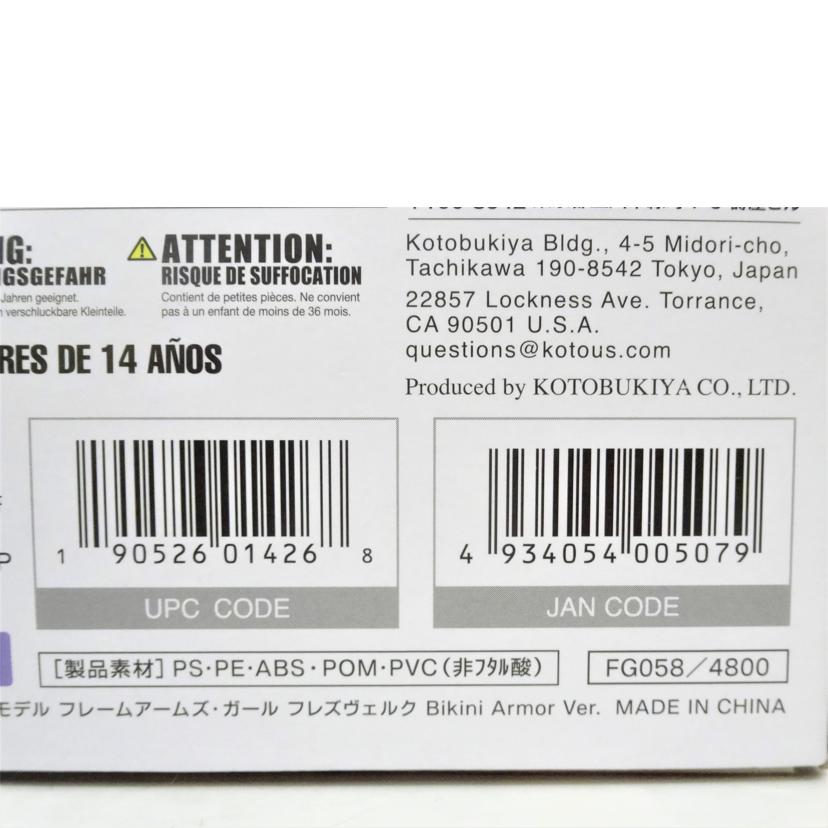 NG:
NGSGEFAHR
Jahren geeignet.
verschluckbare Kleinteile.
ATTENTION:
RISQUE DE SUFFOCATION
Contient de petites pièces. Ne convient
pas à un enfant de moins de 36 mois.
RES DE 14 AÑOS
Kotobukiya Bldg., 4-5 Midori-cho,
Tachikawa 190-8542 Tokyo, Japan
22857 Lockness Ave. Torrance,
CA 90501 U.S.A.
questions@kotous.com
Produced by KOTOBUKIYA CO., LTD.
1 90526 01426 8
UPC CODE
4 934054 005079
JAN CODE
P
[製品素材] PS・PE・ABS・POM・PVC(非フタル酸)
FG058/4800
モデル フレームアームズ・ガール フレズヴェルク Bikini Armor Ver. MADE IN CHINA